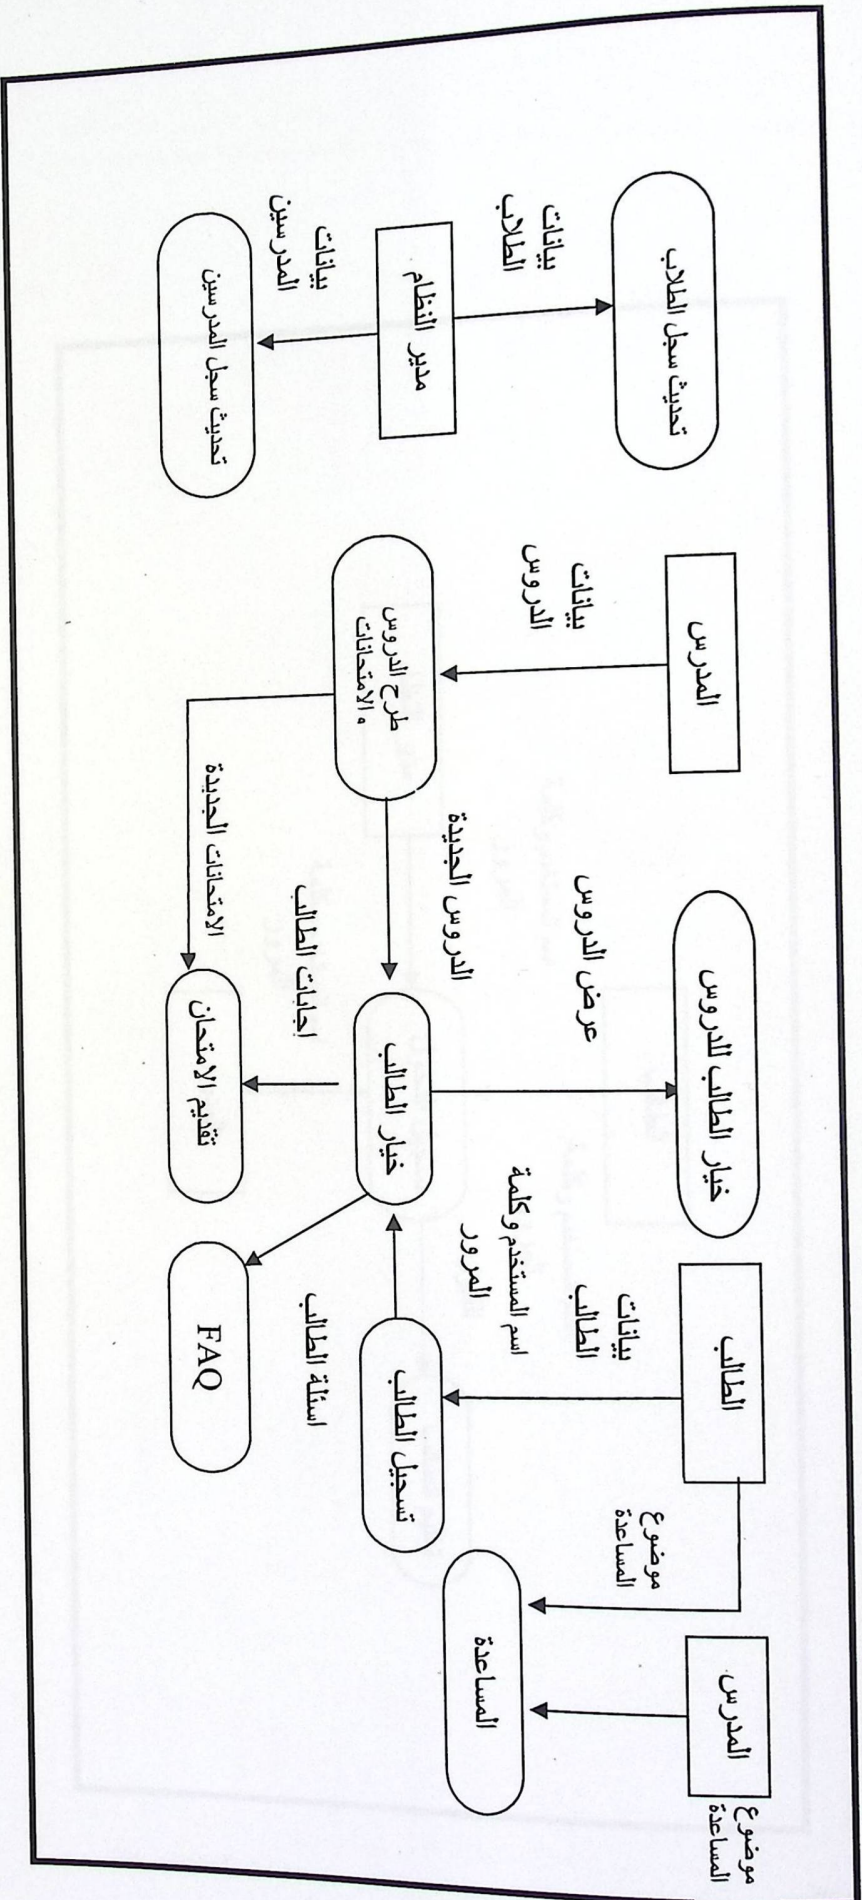 تحديث سجل الطلاب
بيانات
الطلاب
مدير النظام
بيانات
المدرسين
تحديث سجل المدرسين
المدرس
بيانات
الدروس
طرح الدروس
والامتحانات
الدروس الجديدة
الامتحانات الجديدة
خيار الطالب للدروس
عرض الدروس
خيار الطالب
اجابات الطالب
تقديم الامتحان
الطالب
بيانات
الطالب
اسم المستخدم وكلمة
المرور
تسجيل الطالب
اسئلة الطالب
FAQ
موضوع
المساعدة
المساعدة
المدرس
موضوع
المساعدة